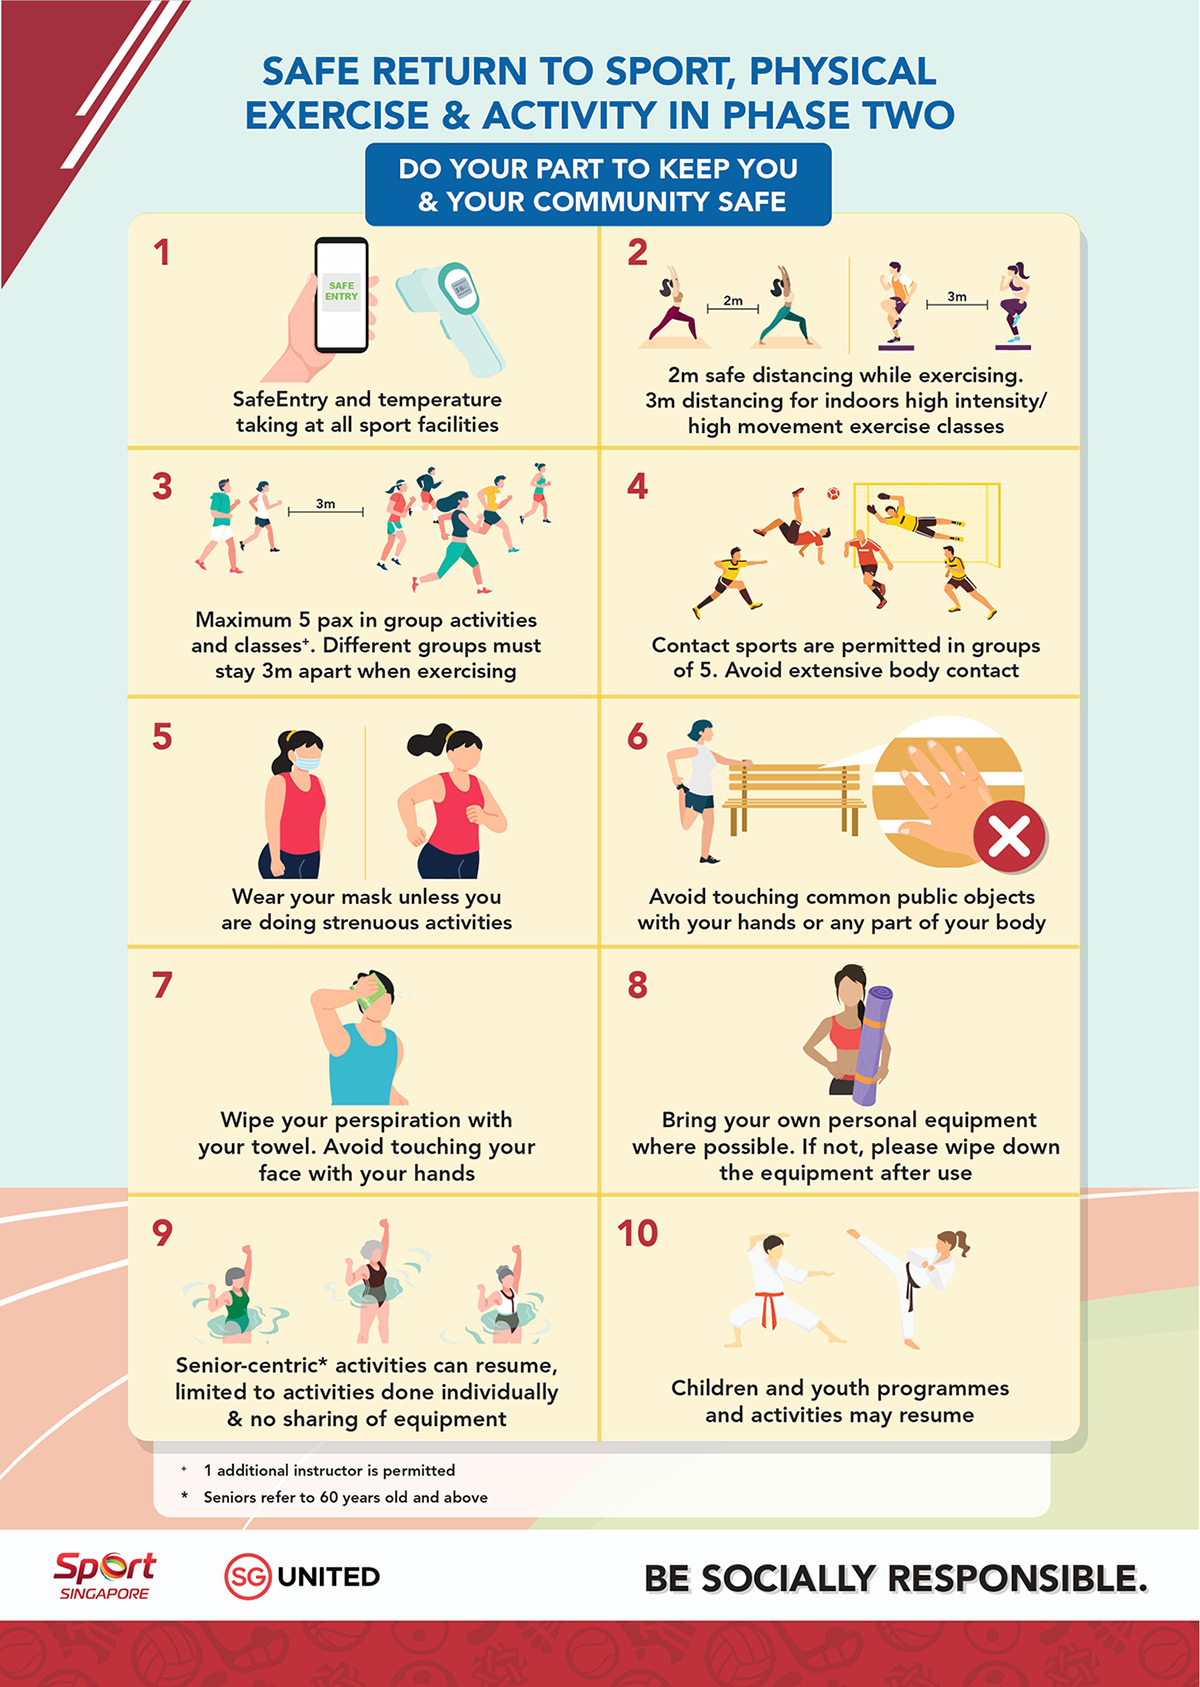 SAFE RETURN TO SPORT, PHYSICAL
EXERCISE & ACTIVITY IN PHASE TWO
DO YOUR PART TO KEEP YOU
& YOUR COMMUNITY SAFE
1
SAFE
ENTRY
SafeEntry and temperature
taking at all sport facilities
2
2m
3m
2m safe distancing while exercising.
3m distancing for indoors high intensity/
high movement exercise classes
3
3m
Maximum 5 pax in group activities
and classes⁺. Different groups must
stay 3m apart when exercising
4
Contact sports are permitted in groups
of 5. Avoid extensive body contact
5
Wear your mask unless you
are doing strenuous activities
6
Avoid touching common public objects
with your hands or any part of your body
7
Wipe your perspiration with
your towel. Avoid touching your
face with your hands
8
Bring your own personal equipment
where possible. If not, please wipe down
the equipment after use
9
Senior-centric* activities can resume,
limited to activities done individually
& no sharing of equipment
10
Children and youth programmes
and activities may resume
⁺ 1 additional instructor is permitted
* Seniors refer to 60 years old and above
Sport
SINGAPORE
SG UNITED
BE SOCIALLY RESPONSIBLE.